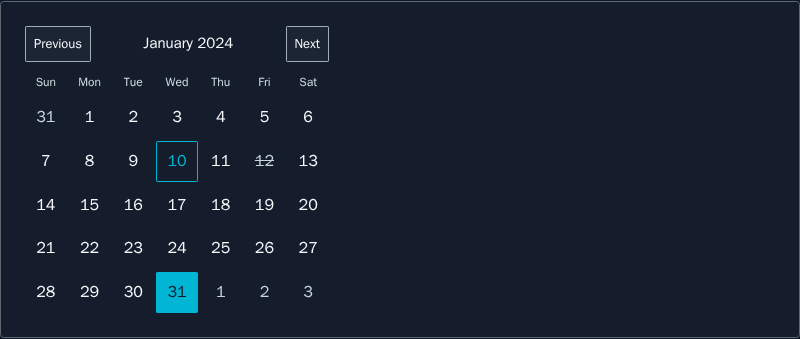 Previous January 2024 Next
Sun Mon Tue Wed Thu Fri Sat
31 1 2 3 4 5 6
7 8 9 10 11 12 13
14 15 16 17 18 19 20
21 22 23 24 25 26 27
28 29 30 31 1 2 3